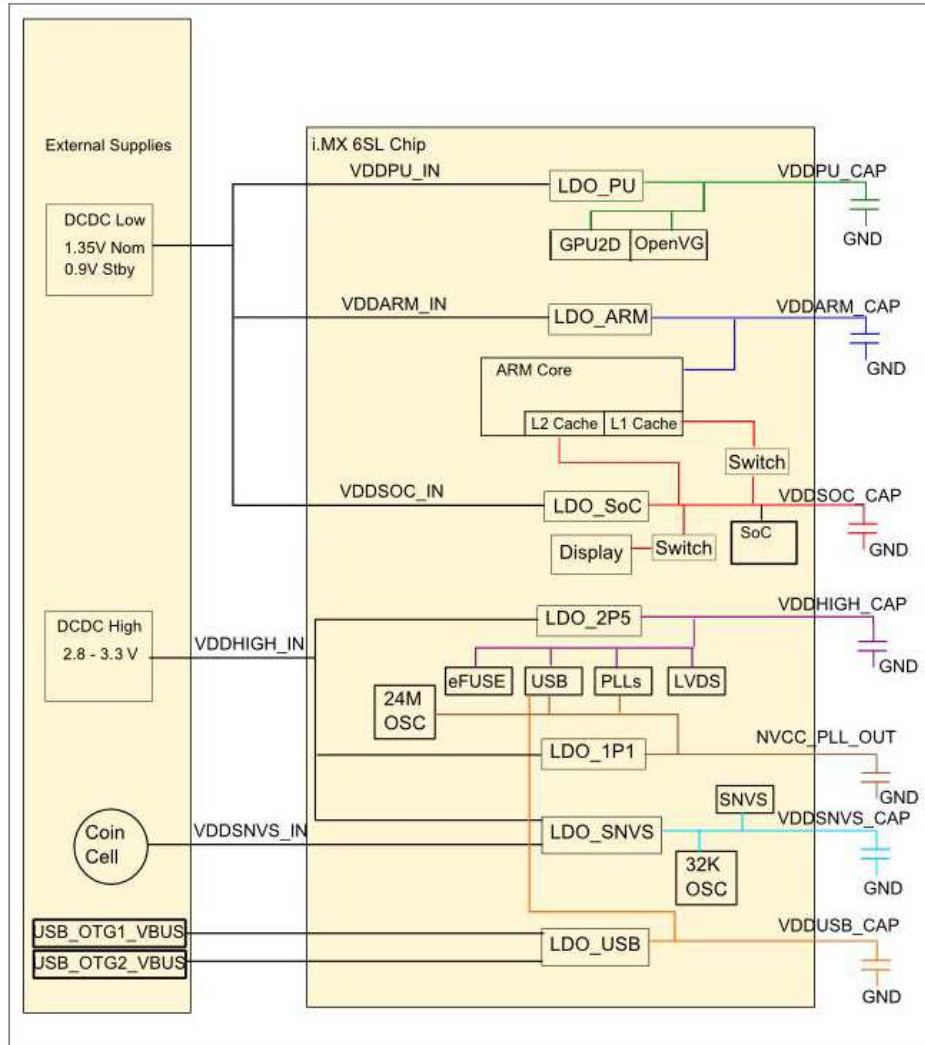 External Supplies
i.MX 6SL Chip
VDDPU_IN
LDO_PU
VDDPU_CAP
DCDC Low
1.35V Nom
0.9V Stby
GPU2D
OpenVG
GND
VDDARM_IN
LDO_ARM
VDDARM_CAP
GND
ARM Core
L2 Cache
L1 Cache
Switch
VDDSOC_IN
LDO_SoC
VDDSOC_CAP
Display
Switch
SoC
GND
DCDC High
2.8 - 3.3 V
VDDHIGH_IN
LDO_2P5
VDDHIGH_CAP
GND
eFUSE
USB
PLLs
LVDS
24M
OSC
LDO_1P1
NVCC_PLL_OUT
GND
SNVS
Coin
Cell
VDDSNVS_IN
LDO_SNVS
VDDSNVS_CAP
32K
OSC
GND
USB_OTG1_VBUS
USB_OTG2_VBUS
LDO_USB
VDDUSB_CAP
GND